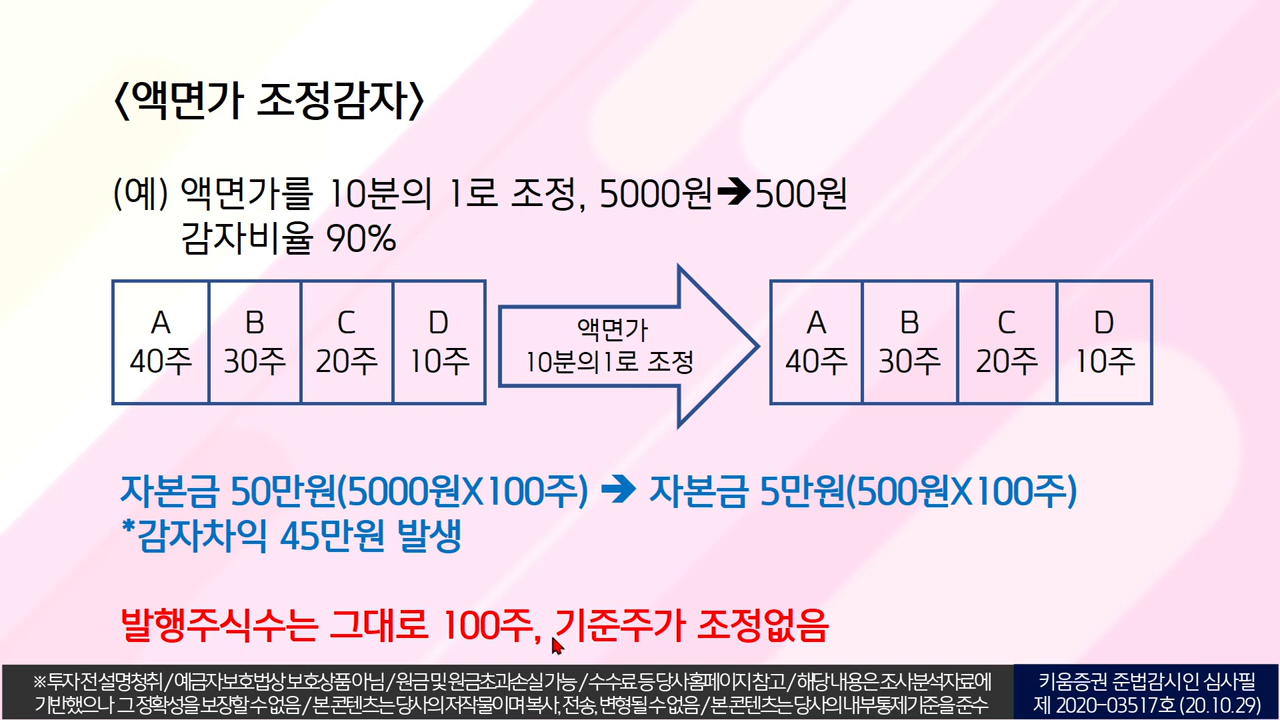 <액면가 조정감자>
(예) 액면가를 10분의 1로 조정, 5000원➔500원
감자비율 90%
A B C D
40주 30주 20주 10주
액면가
10분의1로 조정
A B C D
40주 30주 20주 10주
자본금 50만원(5000원X100주) ➔ 자본금 5만원(500원X100주)
*감자차익 45만원 발생
발행주식수는 그대로 100주, 기준주가 조정없음
※ 투자 전 설명청취 / 예금자보호법상 보호상품 아님 / 원금 및 원금초과손실 가능 / 수수료 등 당사홈페이지 참고 / 해당 내용은 조사분석자료에
기반했으나 그 정확성을 보장할 수 없음 / 본 콘텐츠는 당사의 저작물이며 복사, 전송, 변형될 수 없음 / 본 콘텐츠는 당사의 내부통제기준을 준수
키움증권 준법감시인 심사필
제 2020-03517호 (20.10.29)